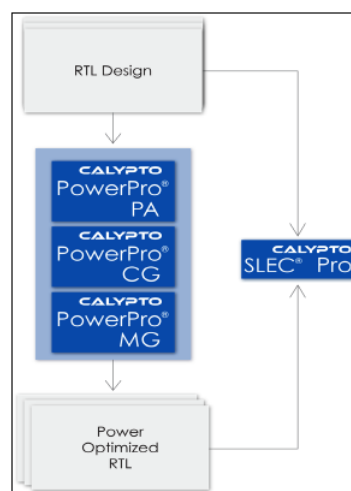 RTL Design
CALYPTO
PowerPro®
PA
CALYPTO
PowerPro®
CG
CALYPTO
PowerPro®
MG
CALYPTO
SLEC® Pro
Power
Optimized
RTL